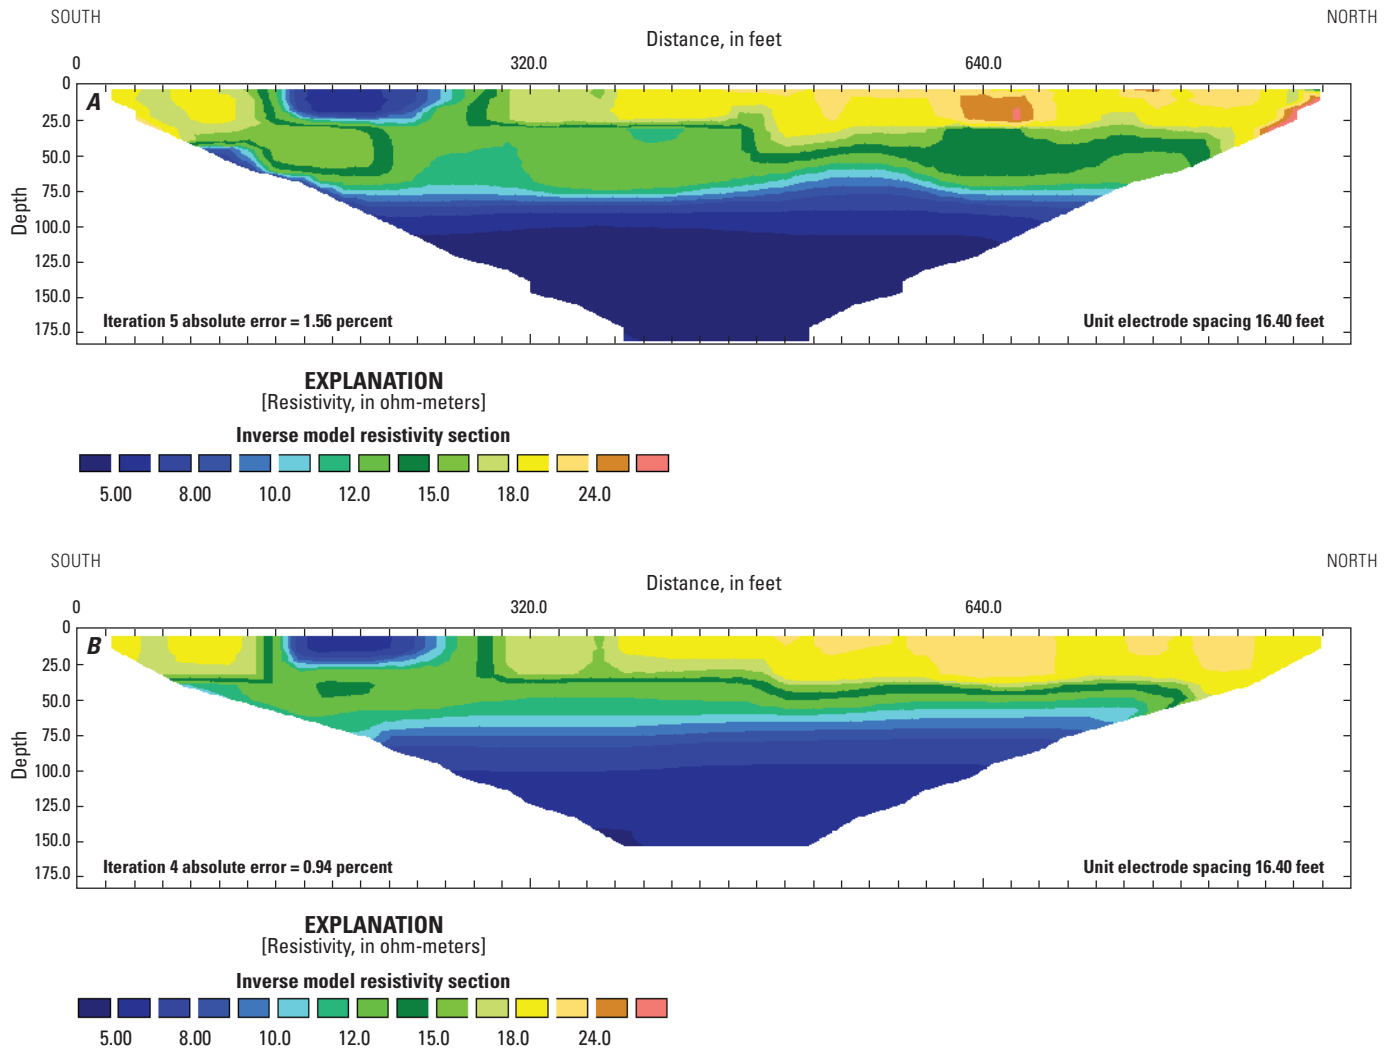 SOUTH NORTH
Distance, in feet
0 320.0 640.0
A
Depth
0
25.0
50.0
75.0
100.0
125.0
150.0
175.0
Iteration 5 absolute error = 1.56 percent Unit electrode spacing 16.40 feet
EXPLANATION
[Resistivity, in ohm-meters]
Inverse model resistivity section
5.00 8.00 10.0 12.0 15.0 18.0 24.0
SOUTH NORTH
Distance, in feet
0 320.0 640.0
B
Depth
0
25.0
50.0
75.0
100.0
125.0
150.0
175.0
Iteration 4 absolute error = 0.94 percent Unit electrode spacing 16.40 feet
EXPLANATION
[Resistivity, in ohm-meters]
Inverse model resistivity section
5.00 8.00 10.0 12.0 15.0 18.0 24.0